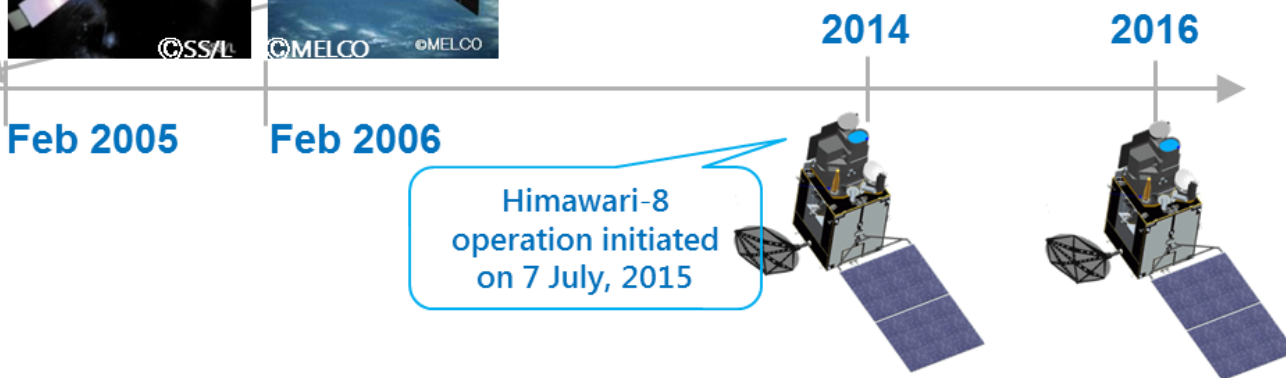 ©SS/L
©MELCO ©MELCO
2014 2016
Feb 2005 Feb 2006
Himawari-8
operation initiated
on 7 July, 2015